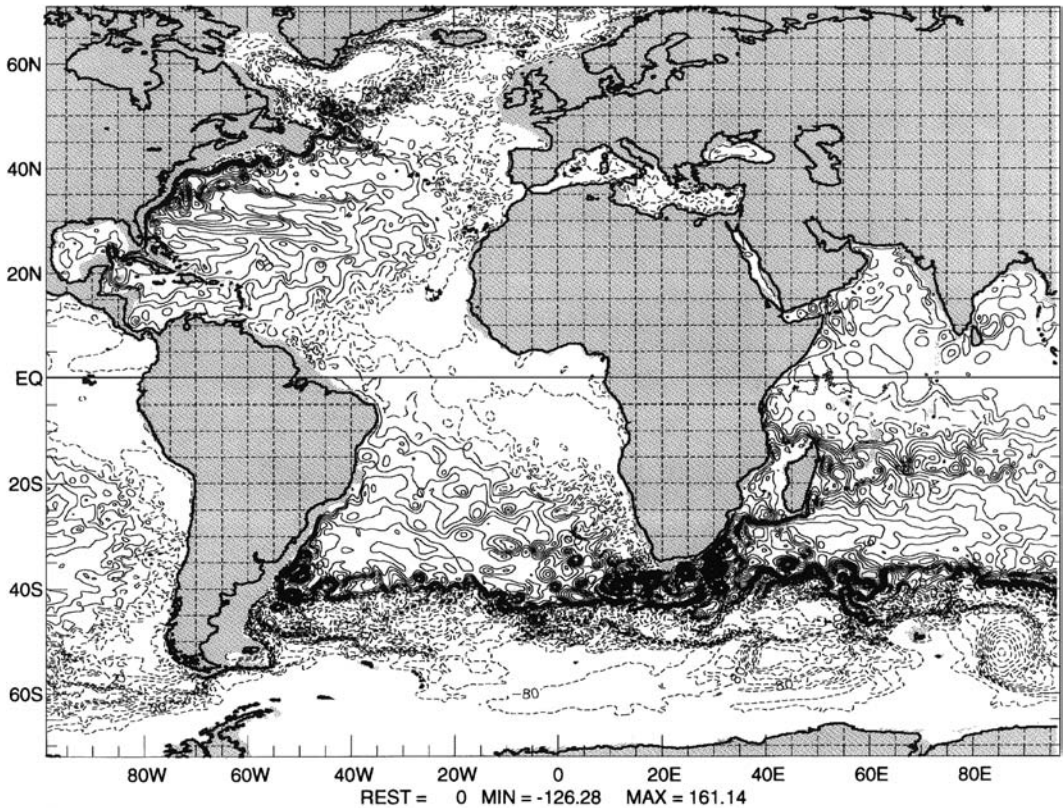 60N
40N
20N
EQ
20S
40S
60S
-80
80
80W 60W 40W 20W 0 20E 40E 60E 80E
REST = 0 MIN = -126.28 MAX = 161.14